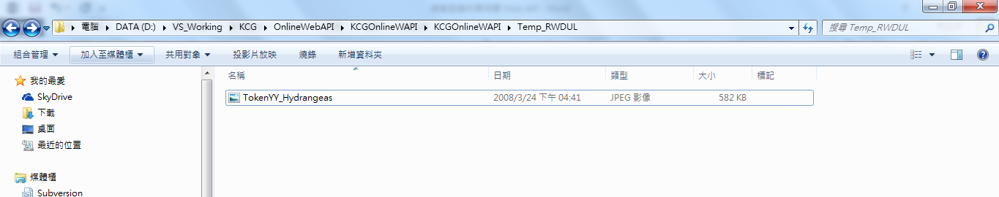 電腦 DATA (D:) VS_Working KCG OnlineWebAPI KCGOnlineWAPI KCGOnlineWAPI Temp_RWDUL
搜尋 Temp_RWDUL
組合管理 加入至媒體櫃 共用對象 投影片放映 燒錄 新增資料夾
我的最愛
SkyDrive
下載
桌面
最近的位置
媒體櫃
Subversion
名稱 日期 類型 大小 標記
TokenYY_Hydrangeas 2008/3/24 下午 04:41 JPEG 影像 582 KB